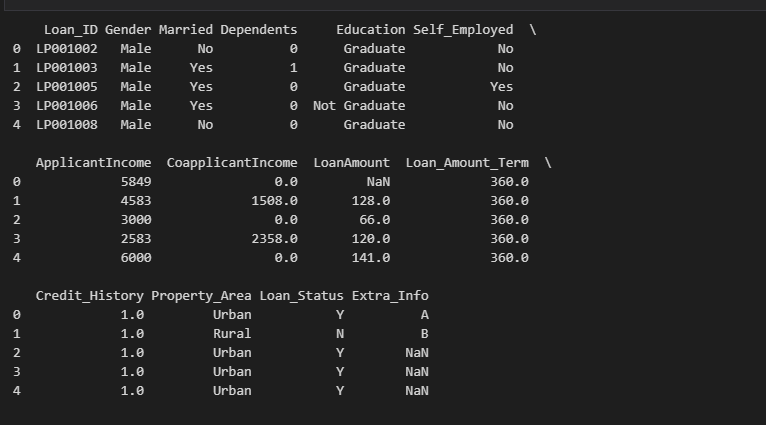 Loan_ID Gender Married Dependents Education Self_Employed \
0 LP001002 Male No 0 Graduate No
1 LP001003 Male Yes 1 Graduate No
2 LP001005 Male Yes 0 Graduate Yes
3 LP001006 Male Yes 0 Not Graduate No
4 LP001008 Male No 0 Graduate No
ApplicantIncome CoapplicantIncome LoanAmount Loan_Amount_Term \
0 5849 0.0 NaN 360.0
1 4583 1508.0 128.0 360.0
2 3000 0.0 66.0 360.0
3 2583 2358.0 120.0 360.0
4 6000 0.0 141.0 360.0
Credit_History Property_Area Loan_Status Extra_Info
0 1.0 Urban Y A
1 1.0 Rural N B
2 1.0 Urban Y NaN
3 1.0 Urban Y NaN
4 1.0 Urban Y NaN